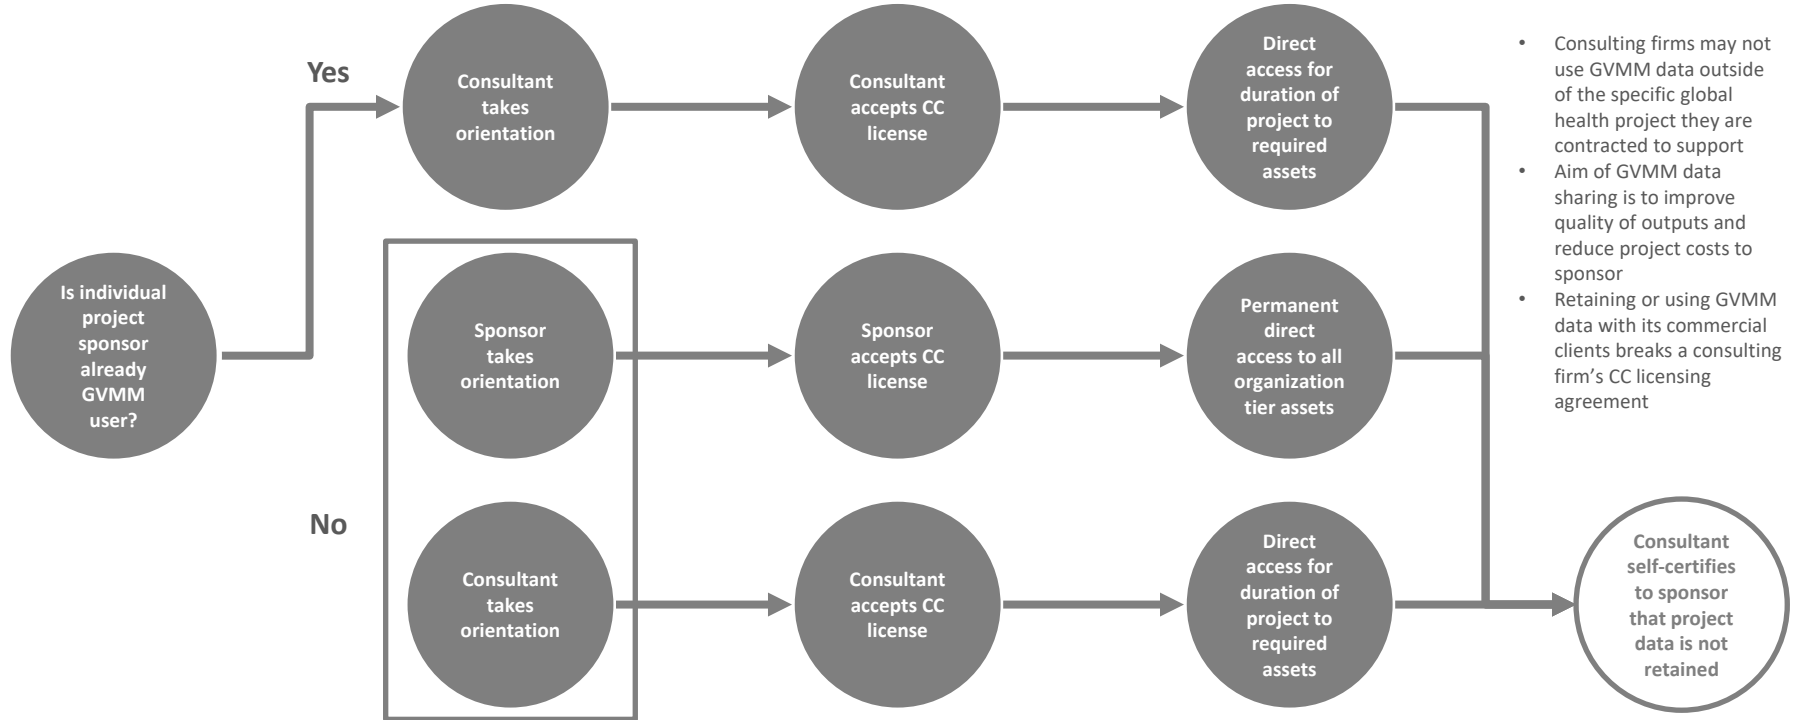 Is individual
project
sponsor
already
GVMM
user?
Yes
Consultant
takes
orientation
Consultant
accepts CC
license
Direct
access for
duration of
project to
required
assets
Sponsor
takes
orientation
Sponsor
accepts CC
license
Permanent
direct
access to all
organization
tier assets
No
Consultant
takes
orientation
Consultant
accepts CC
license
Direct
access for
duration of
project to
required
assets
• Consulting firms may not
use GVMM data outside
of the specific global
health project they are
contracted to support
• Aim of GVMM data
sharing is to improve
quality of outputs and
reduce project costs to
sponsor
• Retaining or using GVMM
data with its commercial
clients breaks a consulting
firm’s CC licensing
agreement
Consultant
self-certifies
to sponsor
that project
data is not
retained